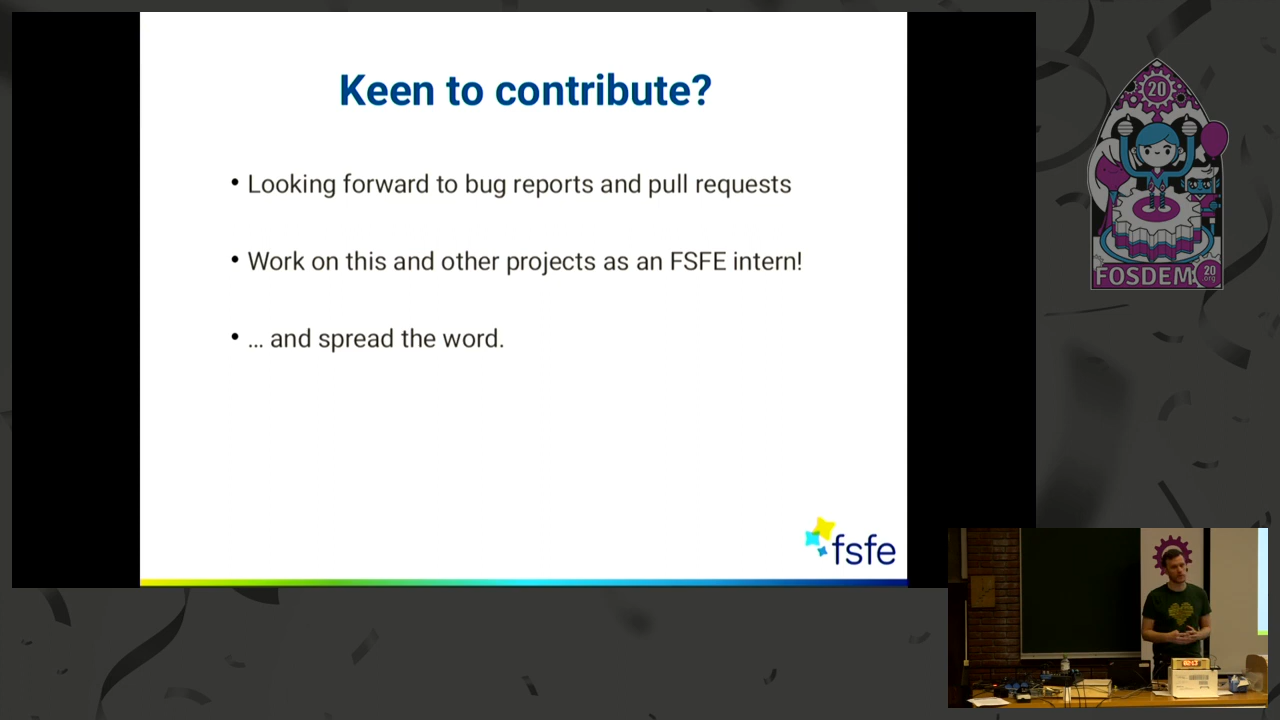 Keen to contribute?
• Looking forward to bug reports and pull requests
• Work on this and other projects as an FSFE intern!
• … and spread the word.
fsfe
20
FOSDEM
20
.org